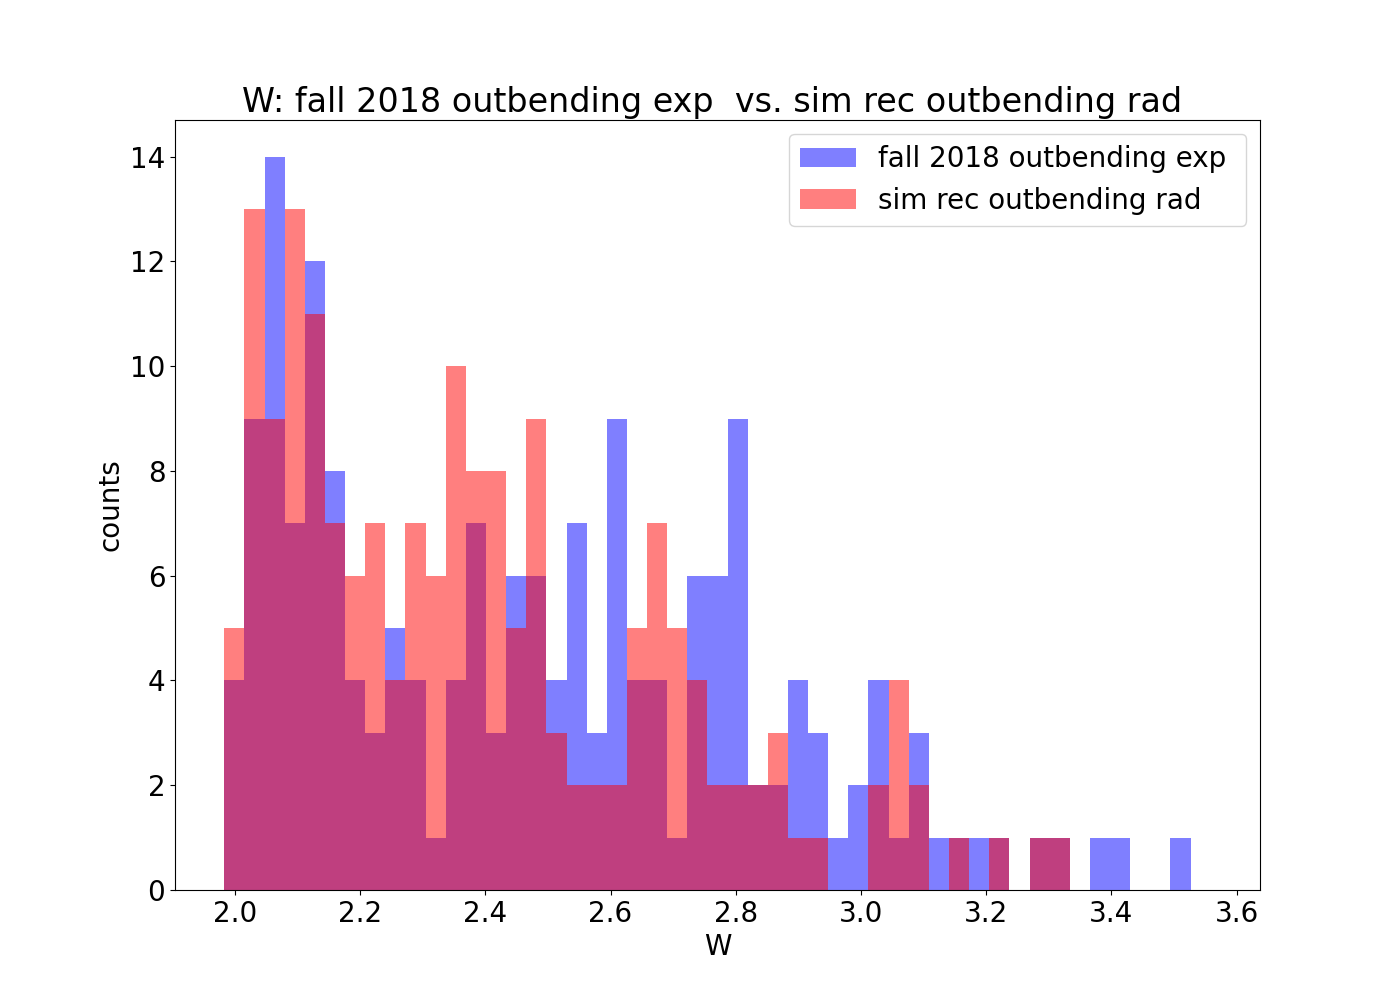 W: fall 2018 outbending exp  vs. sim rec outbending rad
fall 2018 outbending exp
sim rec outbending rad
14
12
10
8
6
4
2
0
counts
2.0 2.2 2.4 2.6 2.8 3.0 3.2 3.4 3.6
W